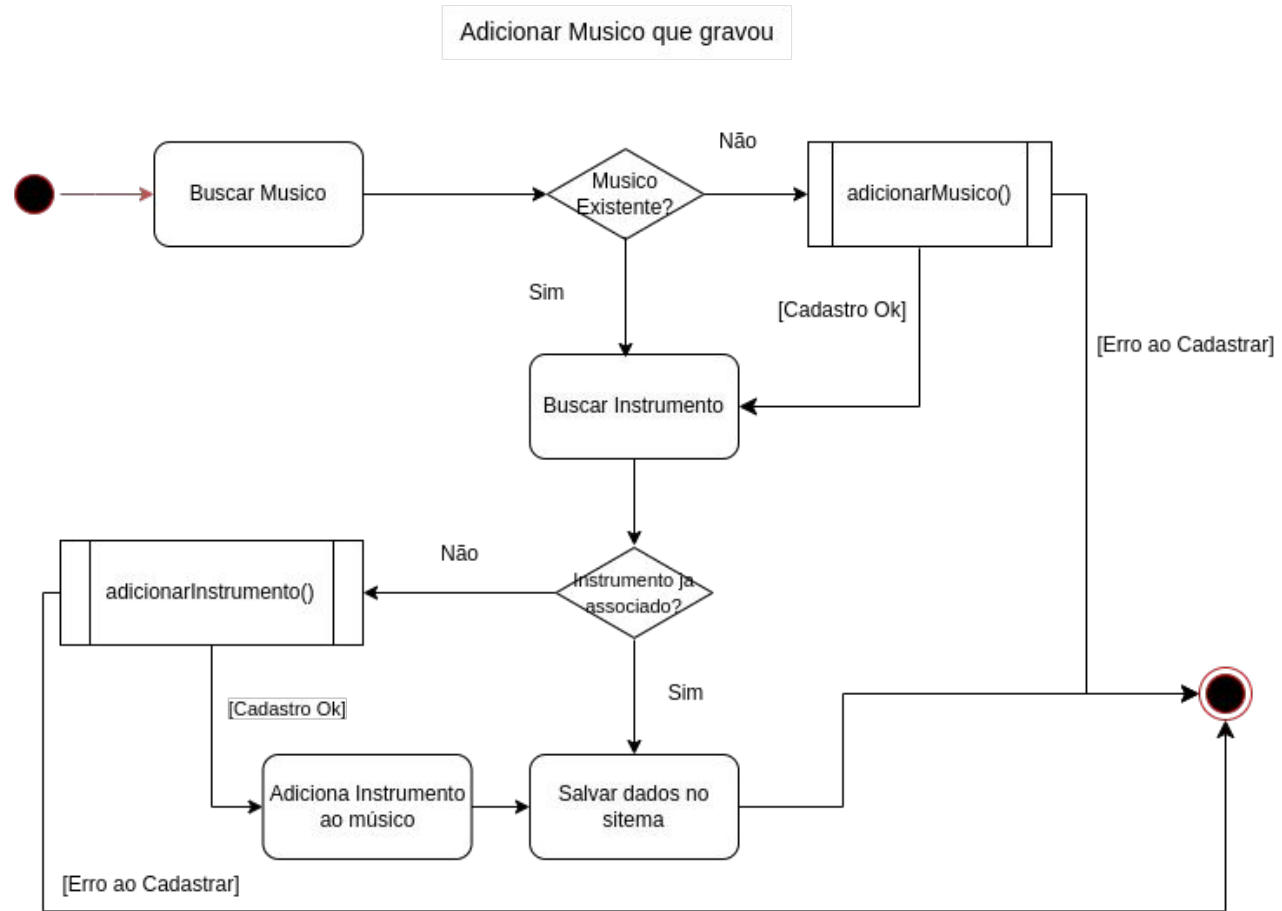 Adicionar Musico que gravou
Não
Buscar Musico
Musico
Existente?
adicionarMusico()
Sim
[Cadastro Ok]
[Erro ao Cadastrar]
Buscar Instrumento
Não
adicionarInstrumento()
Instrumento ja
associado?
Sim
[Cadastro Ok]
Adiciona Instrumento
ao músico
Salvar dados no
sitema
[Erro ao Cadastrar]